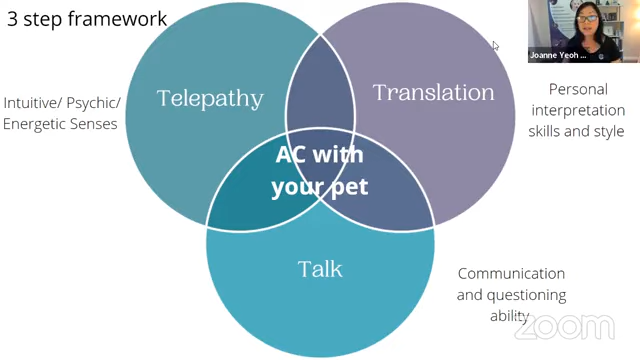 3 step framework
Joanne Yeoh ...
Telepathy
Translation
Intuitive/ Psychic/
Energetic Senses
Personal
interpretation
skills and style
AC with
your pet
Talk
Communication
and questioning
ability
zoom